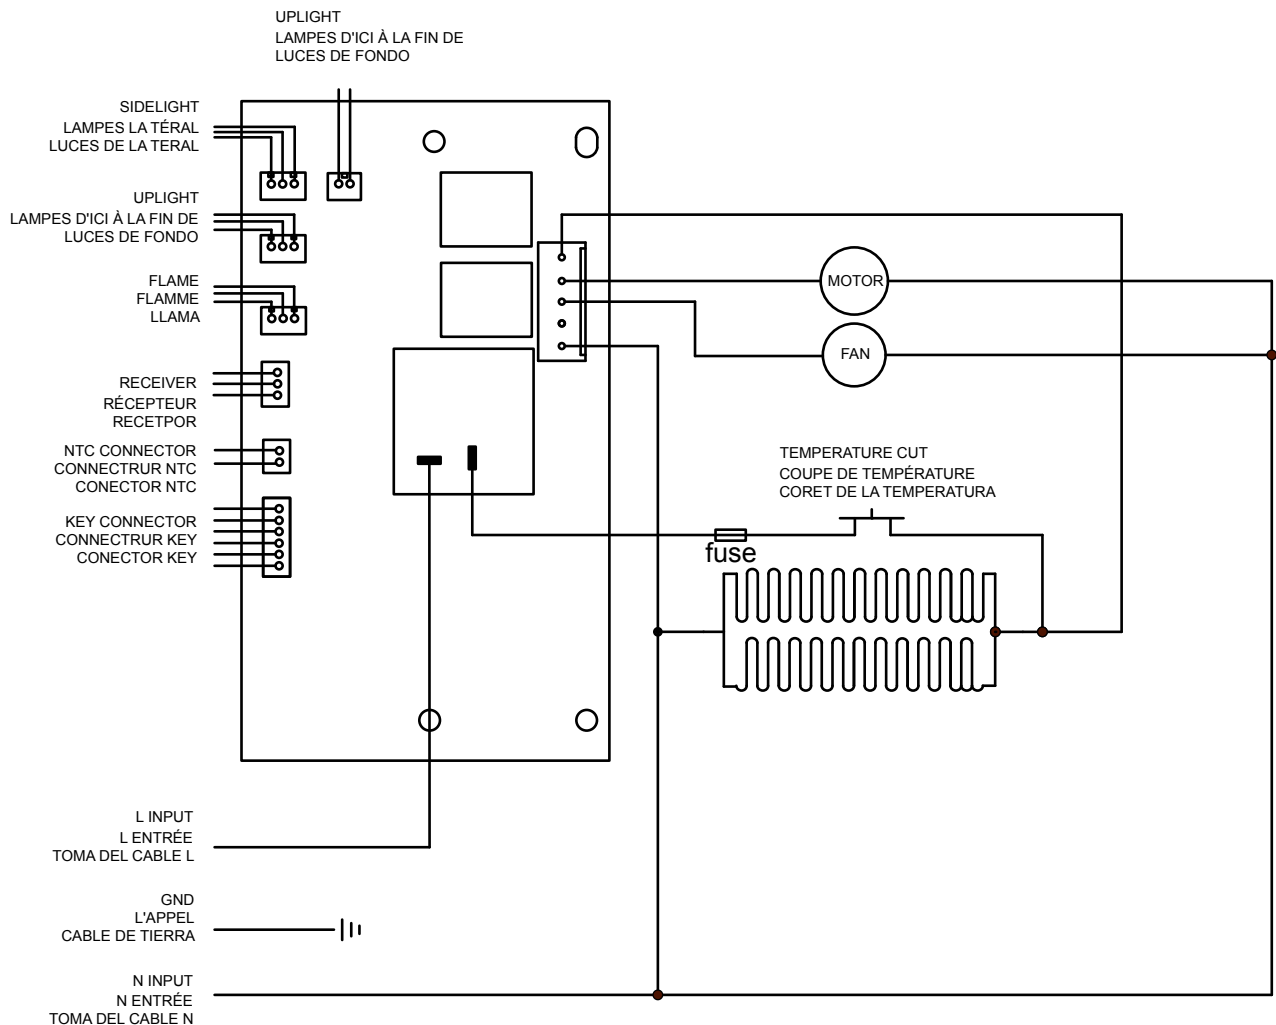 UPLIGHT
LAMPES D'ICI À LA FIN DE
LUCES DE FONDO
SIDELIGHT
LAMPES LA TÉRAL
LUCES DE LA TERAL
UPLIGHT
LAMPES D'ICI À LA FIN DE
LUCES DE FONDO
FLAME
FLAMME
LLAMA
RECEIVER
RÉCEPTEUR
RECETPOR
NTC CONNECTOR
CONNECTRUR NTC
CONECTOR NTC
KEY CONNECTOR
CONNECTRUR KEY
CONECTOR KEY
MOTOR
FAN
TEMPERATURE CUT
COUPE DE TEMPÉRATURE
CORET DE LA TEMPERATURA
fuse
L INPUT
L ENTRÉE
TOMA DEL CABLE L
GND
L'APPEL
CABLE DE TIERRA
N INPUT
N ENTRÉE
TOMA DEL CABLE N